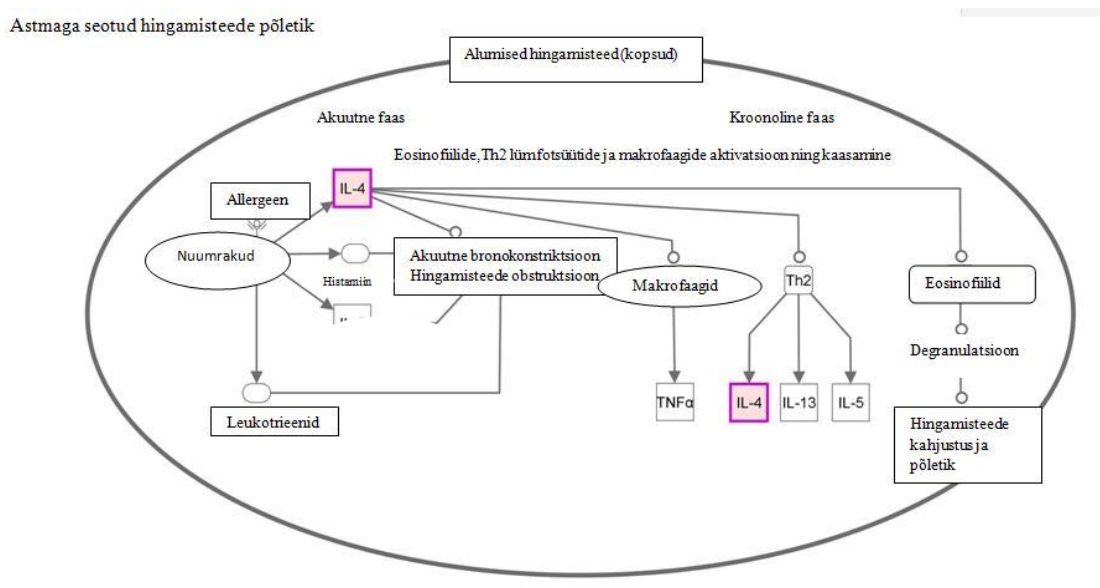 Astmaga seotud hingamisteede põletik
Alumised hingamisteed (kopsud)
Akuutne faas
Kroonoline faas
Eosinofiilide, Th2 lümfotsüütide ja makrofaagide aktivatsioon ning kaasamine
IL-4
Allergeen
Nuumrakud
Histamiin
Akuutne bronokonstriktsioon
Hingamisteede obstruktsioon
Makrofaagid
Th2
Eosinofiilid
Degranulatsioon
TNFα
IL-4
IL-13
IL-5
Leukotrieenid
Hingamisteede
kahjustus ja
põletik